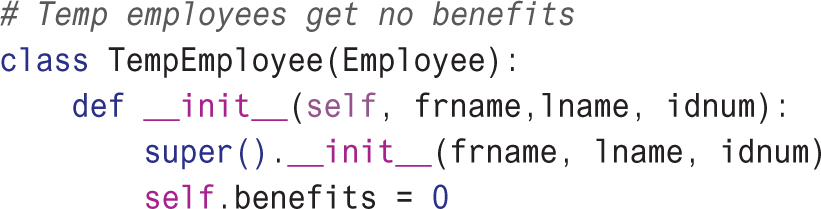 # Temp employees get no benefits
class TempEmployee(Employee):
    def __init__(self, frname,lname, idnum):
        super().__init__(frname, lname, idnum)
        self.benefits = 0